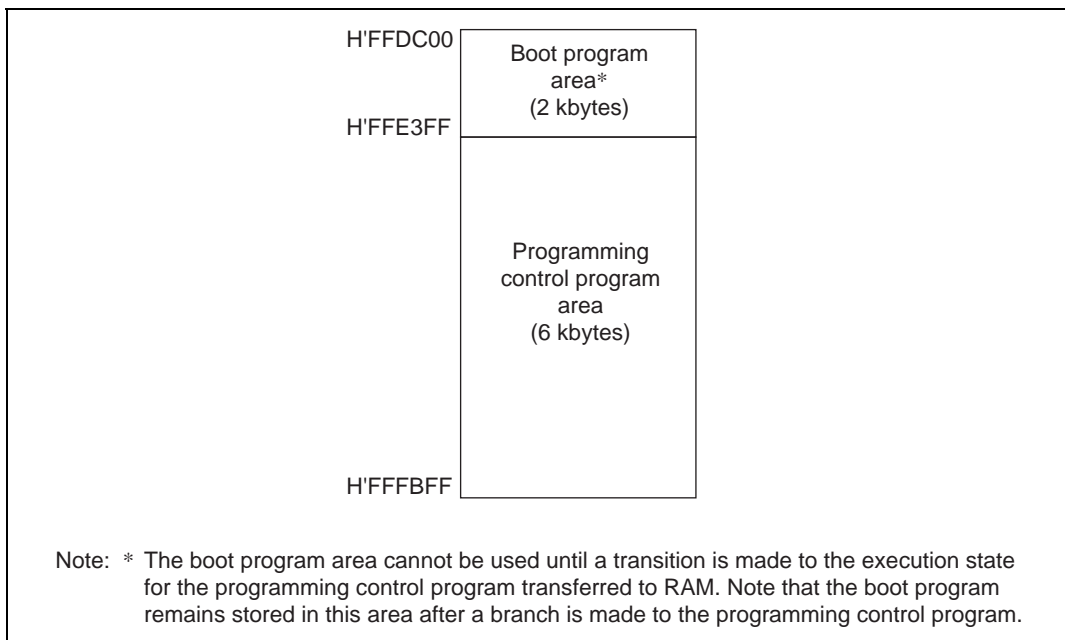 H'FFDC00
Boot program
area*
(2 kbytes)
H'FFE3FF
Programming
control program
area
(6 kbytes)
H'FFFBFF
Note: * The boot program area cannot be used until a transition is made to the execution state
for the programming control program transferred to RAM. Note that the boot program
remains stored in this area after a branch is made to the programming control program.